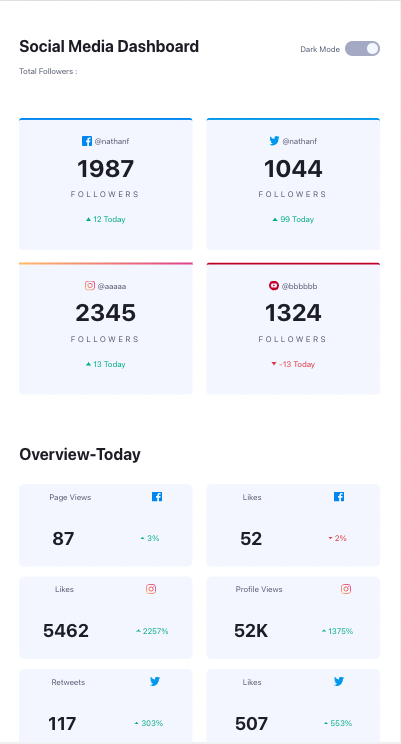 Social Media Dashboard
Dark Mode
Total Followers :
@nathanf
1987
FOLLOWERS
12 Today
@nathanf
1044
FOLLOWERS
99 Today
@aaaaa
2345
FOLLOWERS
13 Today
@bbbbbb
1324
FOLLOWERS
-13 Today
Overview-Today
Page Views
87
3%
Likes
52
2%
Likes
5462
2257%
Profile Views
52K
1375%
Retweets
117
303%
Likes
507
553%